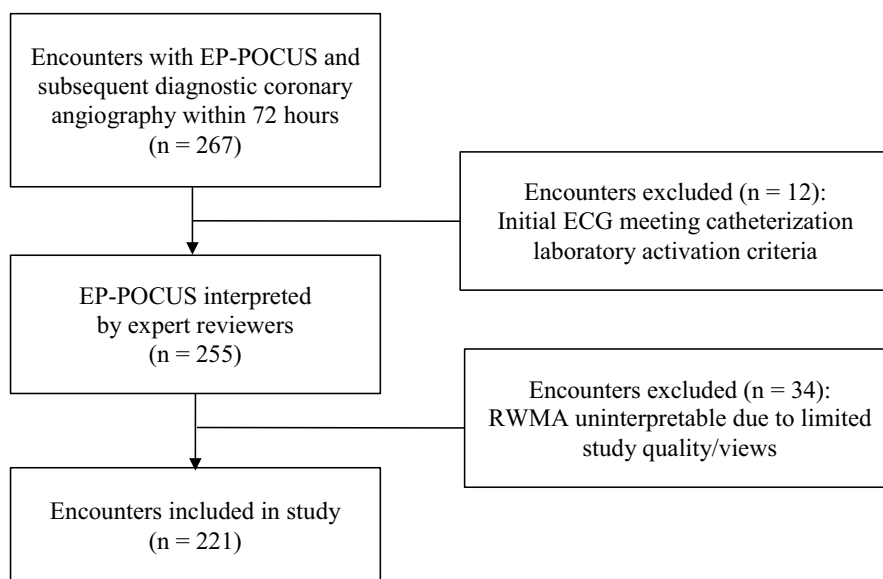 Encounters with EP-POCUS and
subsequent diagnostic coronary
angiography within 72 hours
(n = 267)
Encounters excluded (n = 12):
Initial ECG meeting catheterization
laboratory activation criteria
EP-POCUS interpreted
by expert reviewers
(n = 255)
Encounters excluded (n = 34):
RWMA uninterpretable due to limited
study quality/views
Encounters included in study
(n = 221)